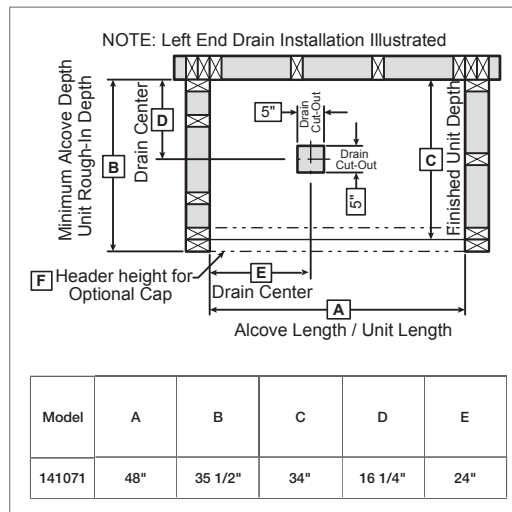 NOTE: Left End Drain Installation Illustrated
Minimum Alcove Depth
Unit Rough-In Depth
B
D
Drain Center
5"
Drain
Cut-Out
Drain
Cut-Out
5"
C
Finished Unit Depth
F Header height for
Optional Cap
E
Drain Center
A
Alcove Length / Unit Length
Model A B C D E
141071 48" 35 1/2" 34" 16 1/4" 24"